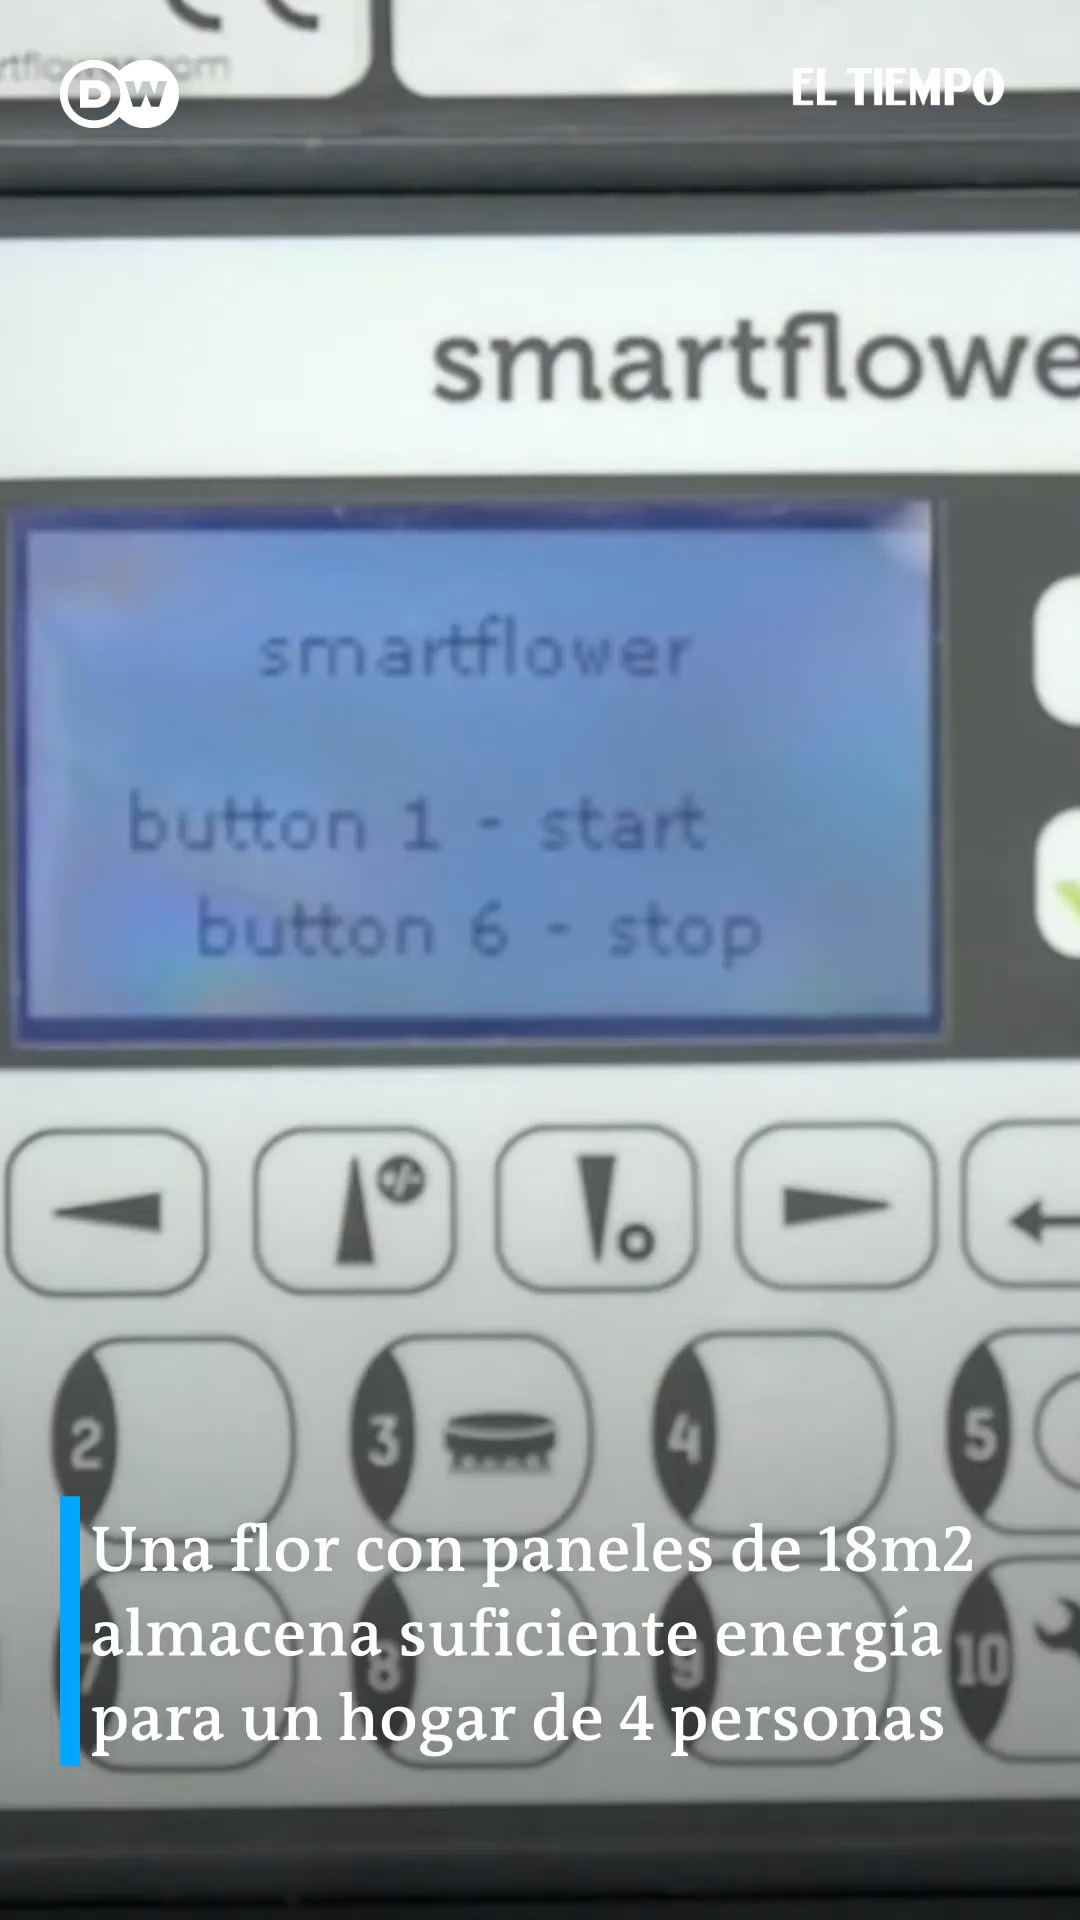 DW
EL TIEMPO
smartflowe
smartflower
button 1 - start
button 6 - stop
2
3
4
5
7
8
9
10
Una flor con paneles de 18m2
almacena suficiente energía
para un hogar de 4 personas